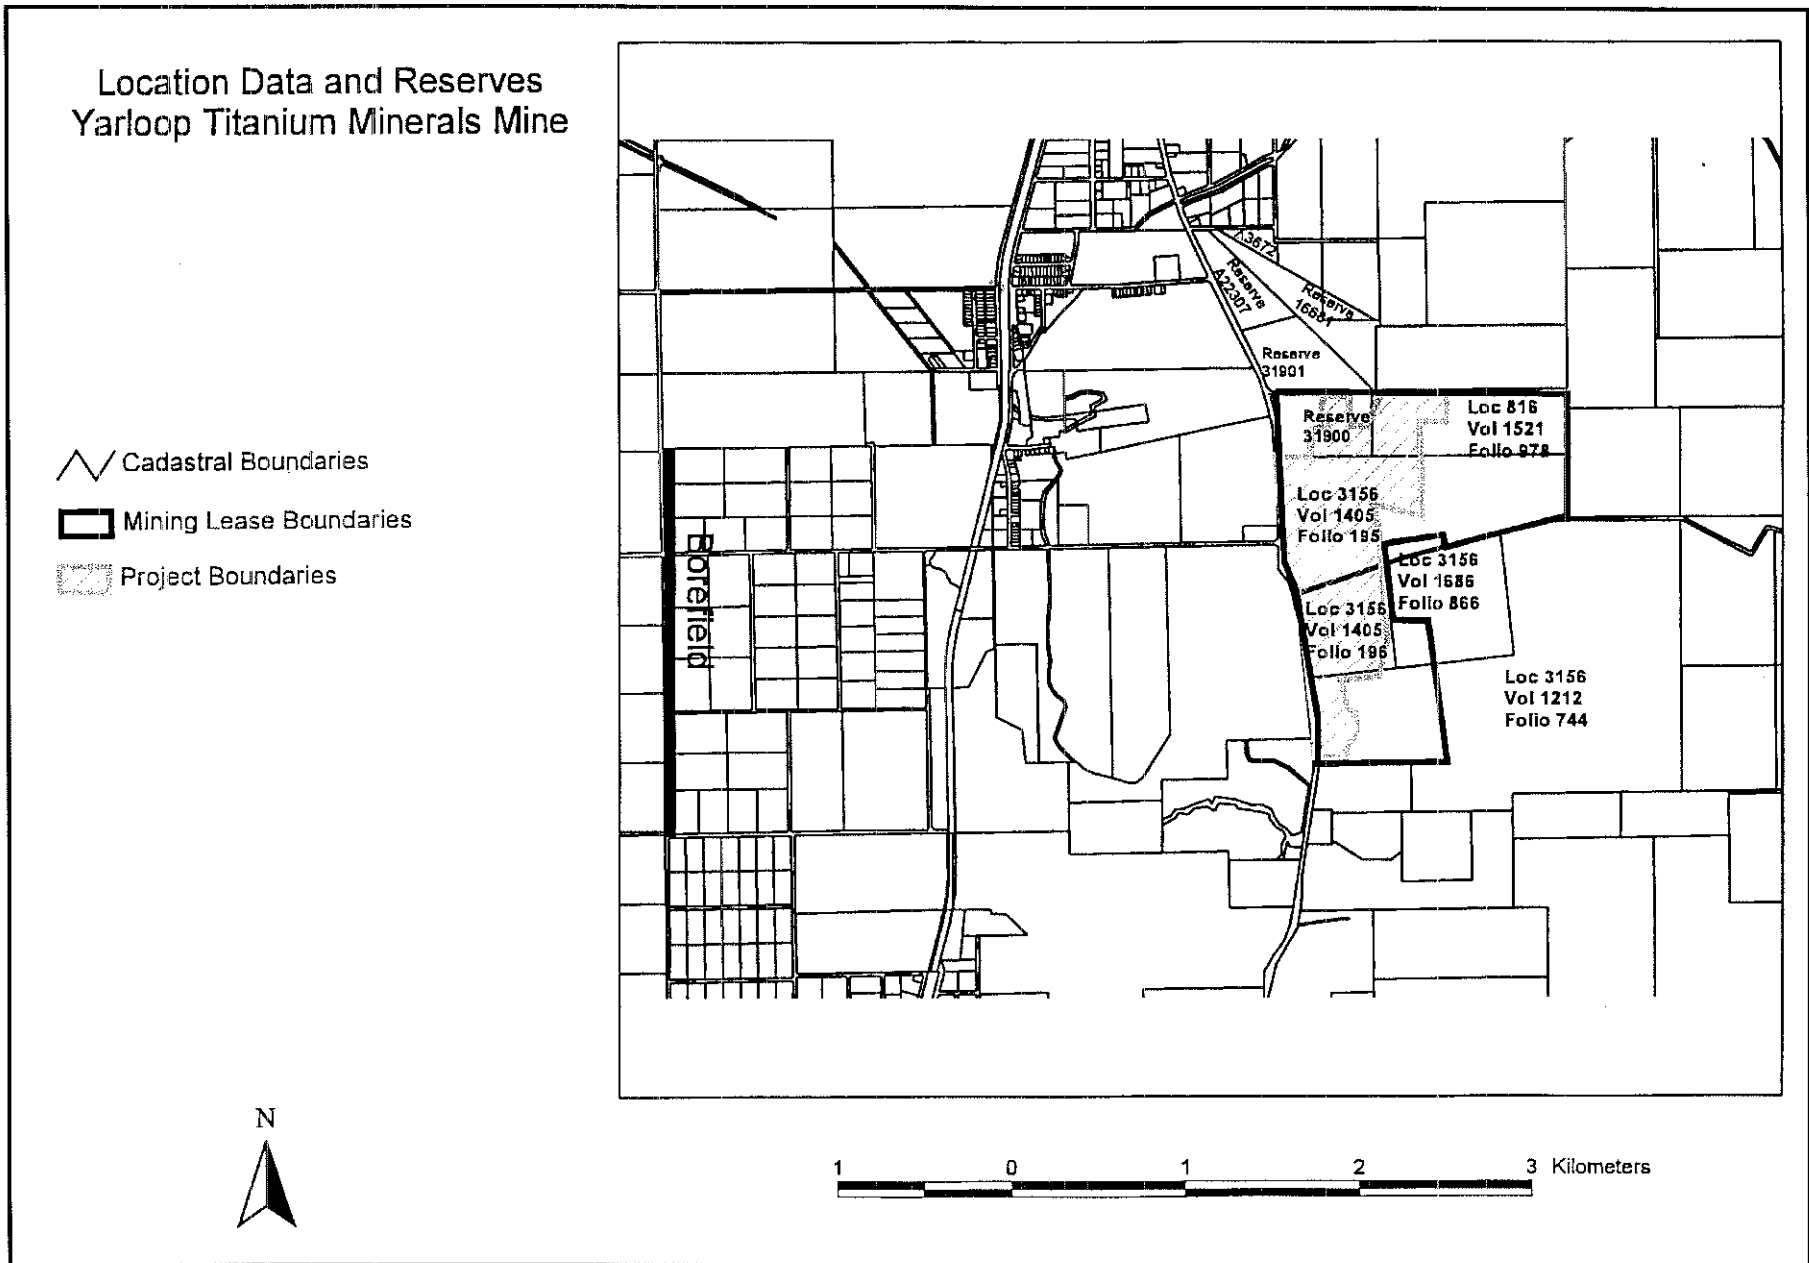 Location Data and Reserves
Yarloop Titanium Minerals Mine
Cadastral Boundaries
Mining Lease Boundaries
Project Boundaries
Borefield
Reserve
A22307
Reserve
16681
Reserve
31901
Reserve
31900
Loc 816
Vol 1521
Folio 978
Loc 3156
Vol 1405
Folio 195
Loc 3156
Vol 1686
Folio 866
Loc 3156
Vol 1405
Folio 196
Loc 3156
Vol 1212
Folio 744
N
1 0 1 2 3 Kilometers